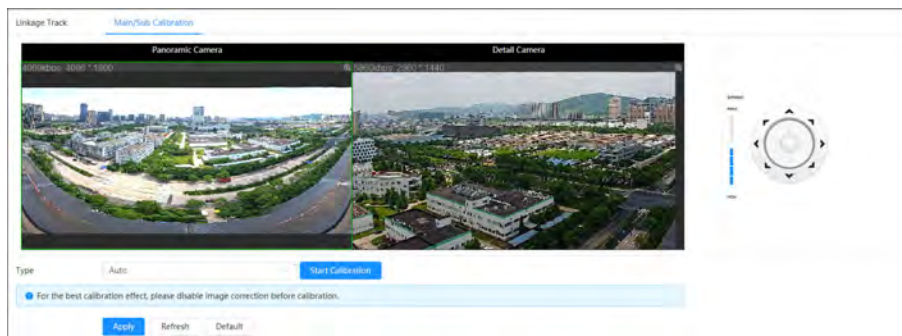 Linkage Track Main/Sub Calibration
Panoramic Camera Detail Camera
Type Auto Start Calibration
For the best calibration effect, please disable image correction before calibration.
Apply Refresh Default